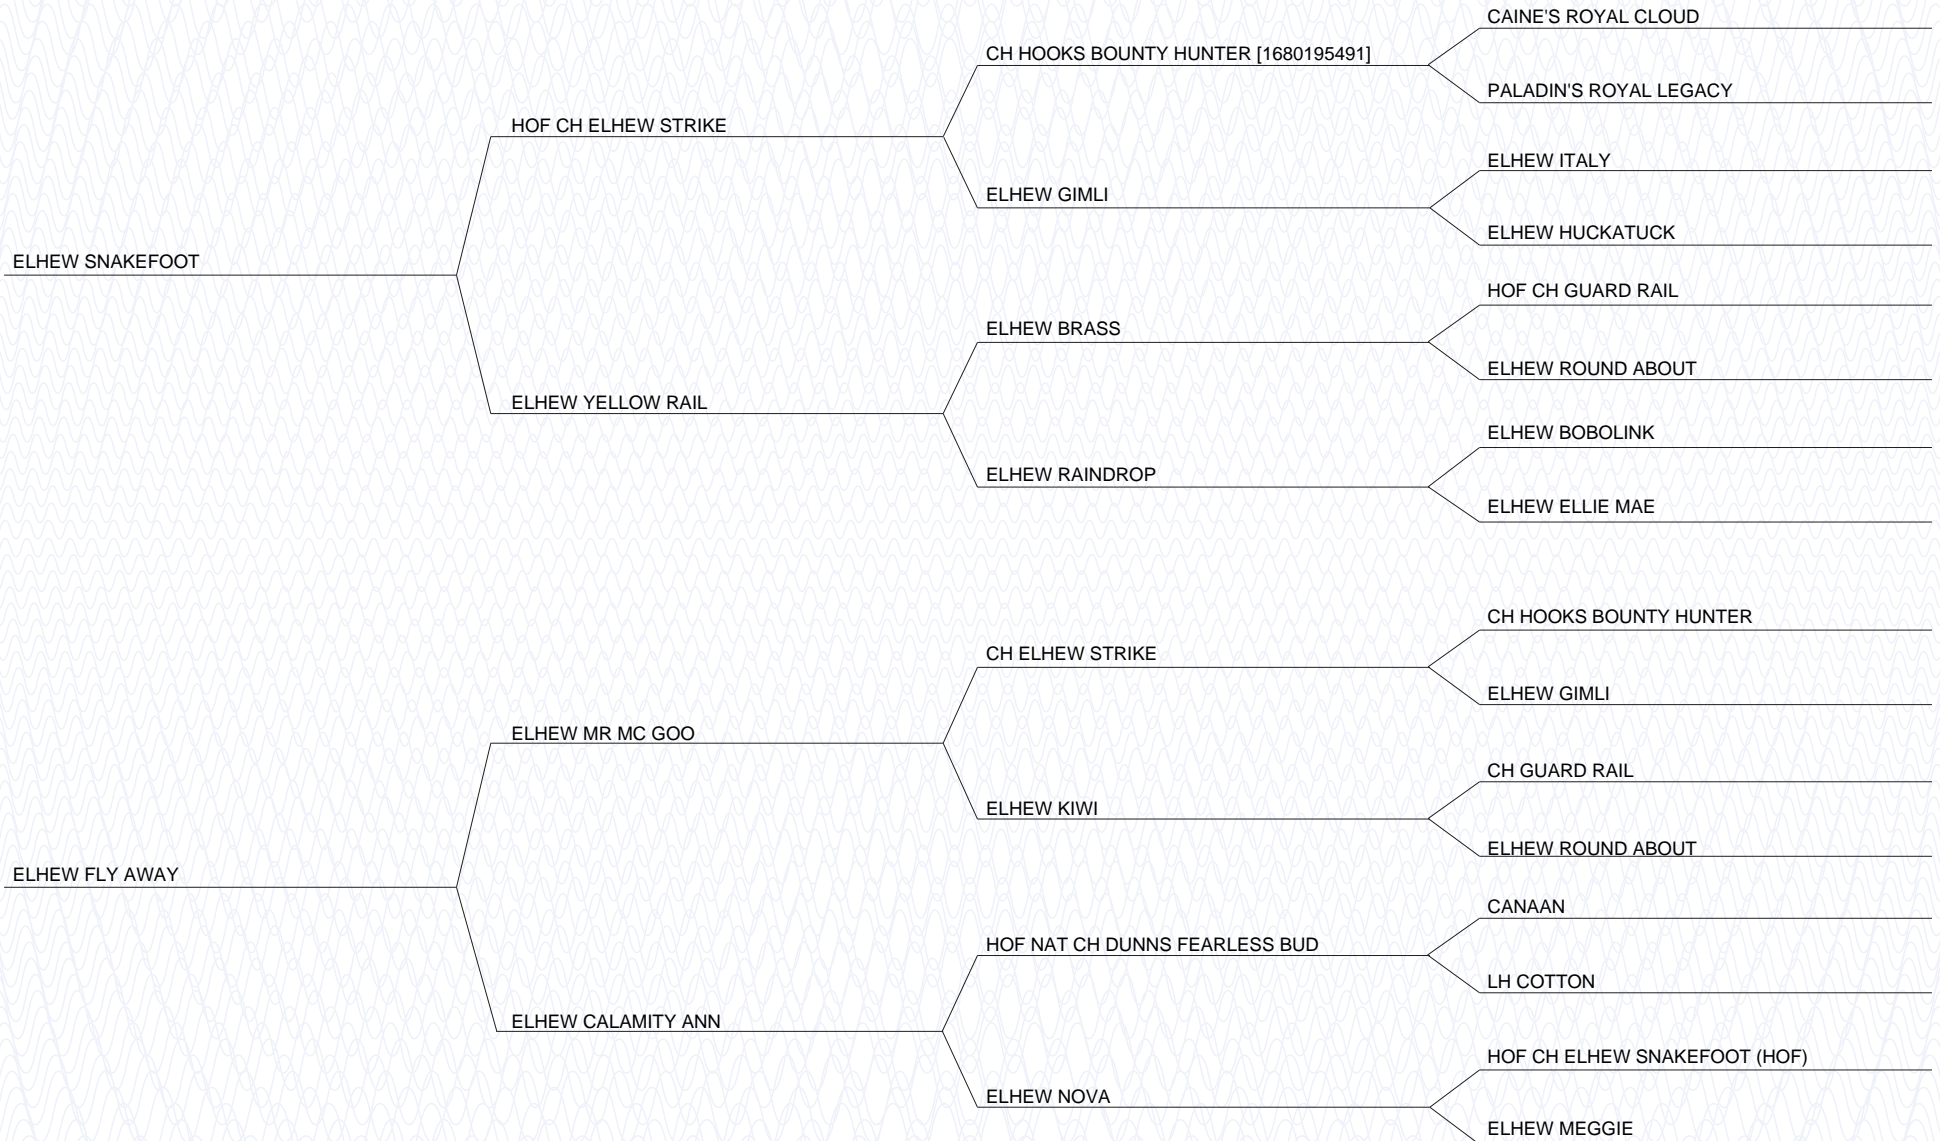 CAINE'S ROYAL CLOUD
CH HOOKS BOUNTY HUNTER [1680195491]
PALADIN'S ROYAL LEGACY
HOF CH ELHEW STRIKE
ELHEW ITALY
ELHEW GIMLI
ELHEW HUCKATUCK
ELHEW SNAKEFOOT
HOF CH GUARD RAIL
ELHEW BRASS
ELHEW ROUND ABOUT
ELHEW YELLOW RAIL
ELHEW BOBOLINK
ELHEW RAINDROP
ELHEW ELLIE MAE
CH HOOKS BOUNTY HUNTER
CH ELHEW STRIKE
ELHEW GIMLI
ELHEW MR MC GOO
CH GUARD RAIL
ELHEW KIWI
ELHEW ROUND ABOUT
ELHEW FLY AWAY
CANAAN
HOF NAT CH DUNNS FEARLESS BUD
LH COTTON
ELHEW CALAMITY ANN
HOF CH ELHEW SNAKEFOOT (HOF)
ELHEW NOVA
ELHEW MEGGIE